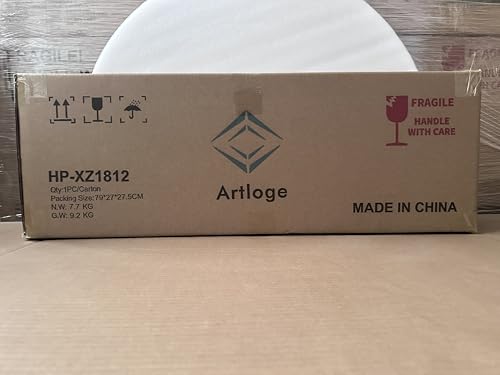 FRAGILE
HANDLE
WITH CARE
HP-XZ1812
Qty:1PC/Carton
Packing Size:79*27*27.5CM
N.W: 7.7 KG
G.W: 9.2 KG
Artloge
MADE IN CHINA